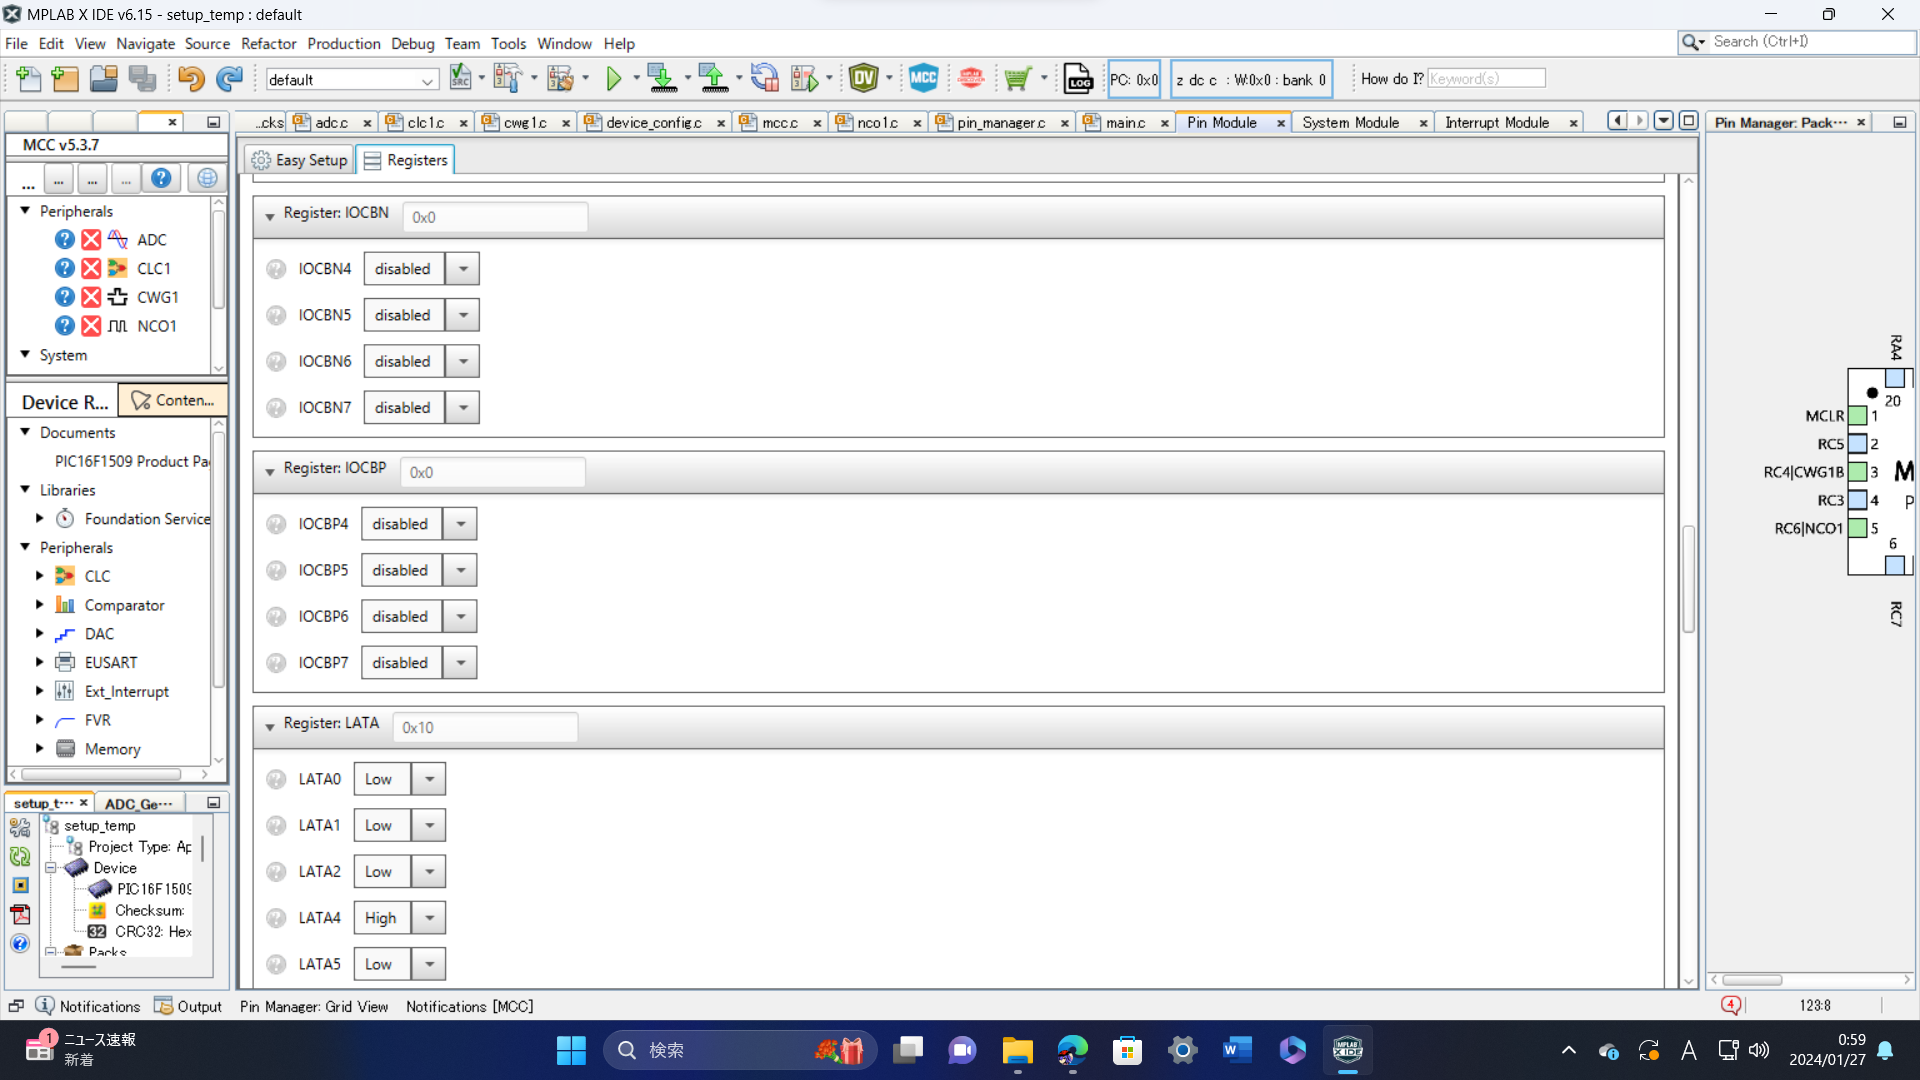 MPLAB X IDE v6.15 - setup_temp : default
File Edit View Navigate Source Refactor Production Debug Team Tools Window Help
Search (Ctrl+I)
default
PC: 0x0
z dc c : W:0x0 : bank 0
How do I?
Keyword(s)
...cks
adc.c
clc1.c
cwg1.c
device_config.c
mcc.c
nco1.c
pin_manager.c
main.c
Pin Module
System Module
Interrupt Module
Pin Manager: Pack...
MCC v5.3.7
Easy Setup
Registers
... ... ... ...
Peripherals
ADC
CLC1
CWG1
NCO1
System
Device R...
Conten...
Documents
PIC16F1509 Product Pa
Libraries
Foundation Service
Peripherals
CLC
Comparator
DAC
EUSART
Ext_Interrupt
FVR
Memory
setup_t...
ADC_Ge...
setup_temp
Project Type: Ap
Device
PIC16F1509
Checksum:
CRC32: Hex
Packs
Register: IOCBN 0x0
IOCBN4 disabled
IOCBN5 disabled
IOCBN6 disabled
IOCBN7 disabled
Register: IOCBP 0x0
IOCBP4 disabled
IOCBP5 disabled
IOCBP6 disabled
IOCBP7 disabled
Register: LATA 0x10
LATA0 Low
LATA1 Low
LATA2 Low
LATA4 High
LATA5 Low
RA4
20
MCLR 1
RC5 2
RC4|CWG1B 3 M
RC3 4 P
RC6|NCO1 5
6
RC7
Notifications
Output
Pin Manager: Grid View
Notifications [MCC]
4
123:8
1
ニュース速報
新着
検索
A
0:59
2024/01/27